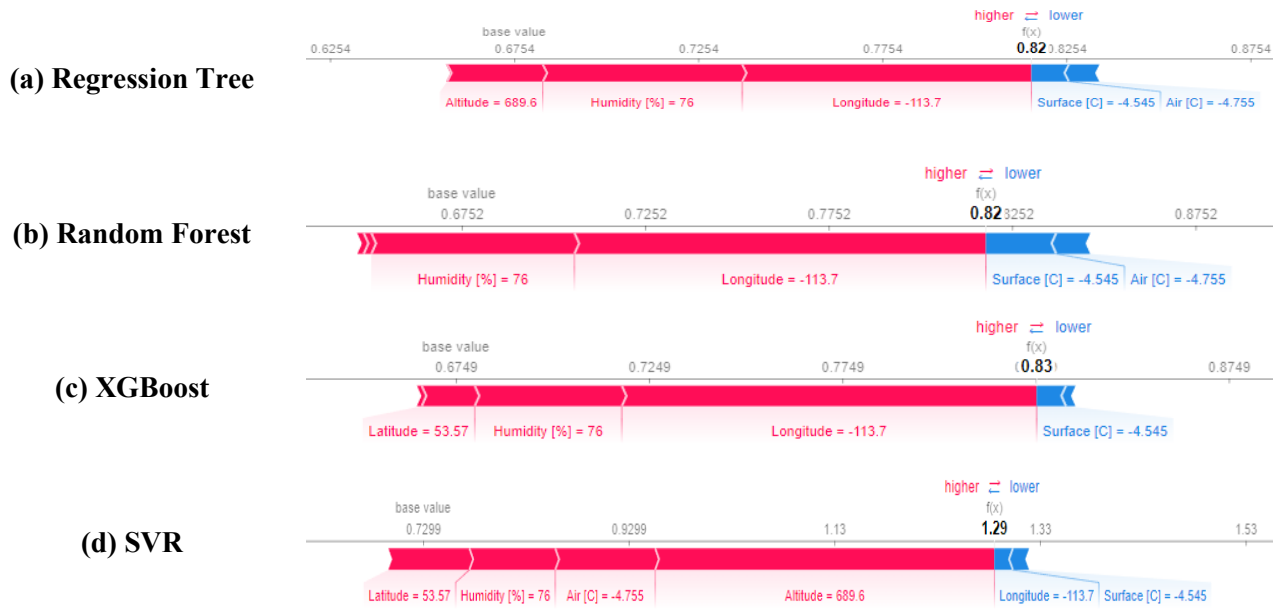 higher ⇄ lower
base value f(x)
0.6254 0.6754 0.7254 0.7754 0.82 0.8254 0.8754
(a) Regression Tree
Altitude = 689.6 Humidity [%] = 76 Longitude = -113.7 Surface [C] = -4.545 Air [C] = -4.755
higher ⇄ lower
base value f(x)
0.6752 0.7252 0.7752 0.82 3252 0.8752
(b) Random Forest
Humidity [%] = 76 Longitude = -113.7 Surface [C] = -4.545 Air [C] = -4.755
higher ⇄ lower
base value f(x)
0.6749 0.7249 0.7749 0.83 0.8749
(c) XGBoost
Latitude = 53.57 Humidity [%] = 76 Longitude = -113.7 Surface [C] = -4.545
higher ⇄ lower
base value f(x)
0.7299 0.9299 1.13 1.29 1.33 1.53
(d) SVR
Latitude = 53.57 Humidity [%] = 76 Air [C] = -4.755 Altitude = 689.6 Longitude = -113.7 Surface [C] = -4.545